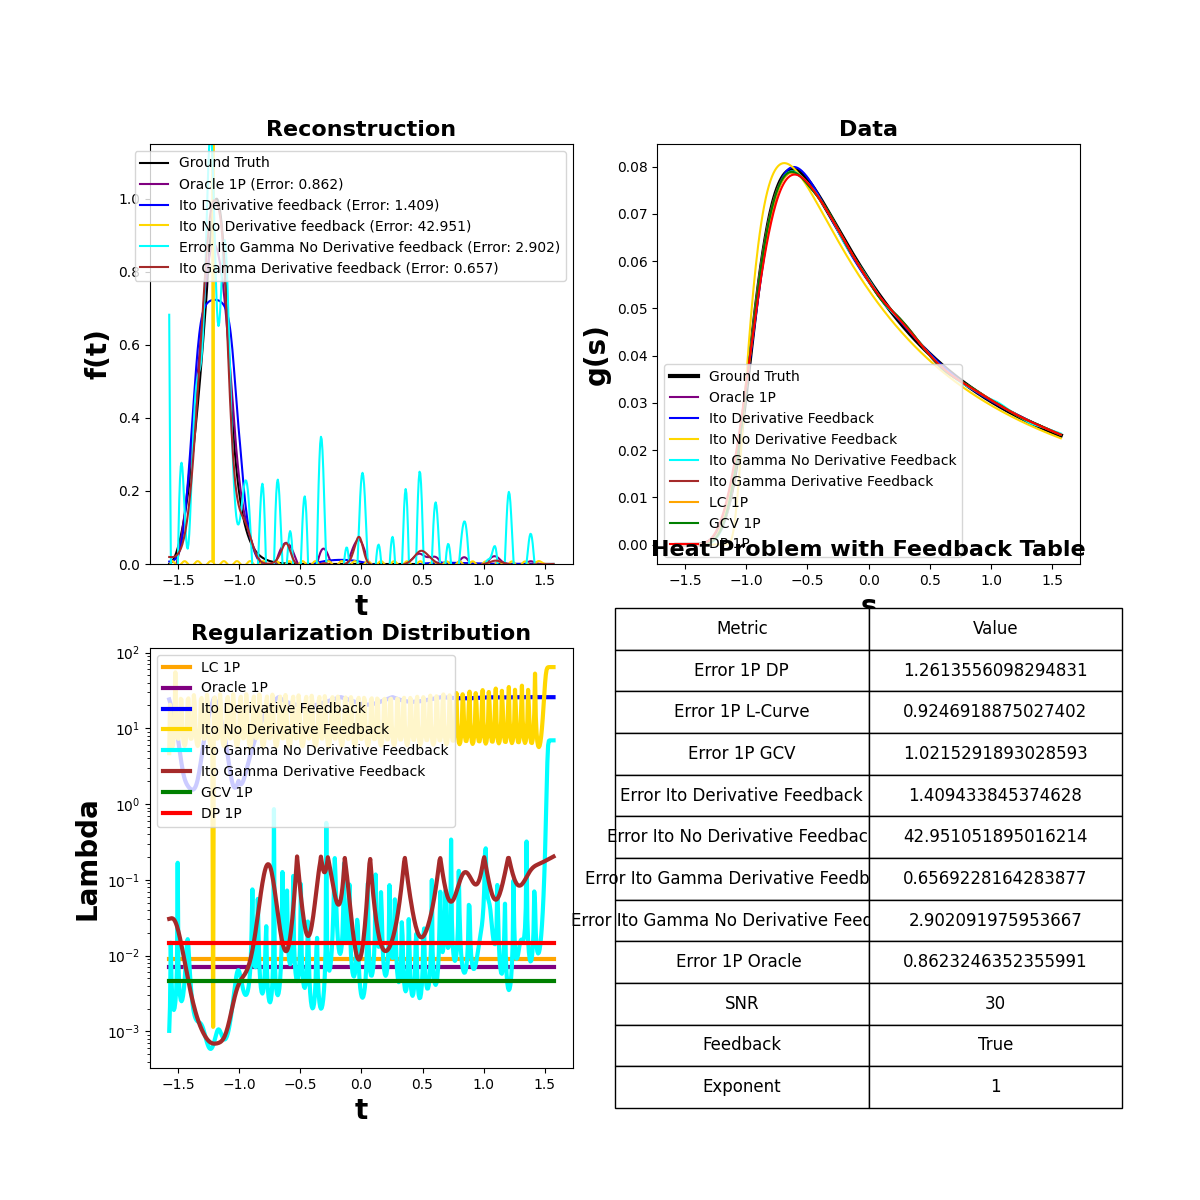 Reconstruction
Ground Truth
Oracle 1P (Error: 0.862)
Ito Derivative feedback (Error: 1.409)
Ito No Derivative feedback (Error: 42.951)
Error Ito Gamma No Derivative feedback (Error: 2.902)
Ito Gamma Derivative feedback (Error: 0.657)
f(t)
1.0
0.8
0.6
0.4
0.2
0.0
−1.5 −1.0 −0.5 0.0 0.5 1.0 1.5
t
Data
g(s)
0.08
0.07
0.06
0.05
0.04
0.03
0.02
0.01
0.00
Ground Truth
Oracle 1P
Ito Derivative Feedback
Ito No Derivative Feedback
Ito Gamma No Derivative Feedback
Ito Gamma Derivative Feedback
LC 1P
GCV 1P
DP 1P
−1.5 −1.0 −0.5 0.0 0.5 1.0 1.5
s
Regularization Distribution
LC 1P
Oracle 1P
Ito Derivative Feedback
Ito No Derivative Feedback
Ito Gamma No Derivative Feedback
Ito Gamma Derivative Feedback
GCV 1P
DP 1P
Lambda
10²
10¹
10⁰
10⁻¹
10⁻²
10⁻³
−1.5 −1.0 −0.5 0.0 0.5 1.0 1.5
t
Heat Problem with Feedback Table
Metric Value
Error 1P DP 1.2613556098294831
Error 1P L-Curve 0.9246918875027402
Error 1P GCV 1.0215291893028593
Error Ito Derivative Feedback 1.409433845374628
Error Ito No Derivative Feedbac 42.951051895016214
Error Ito Gamma Derivative Feedb 0.6569228164283877
Error Ito Gamma No Derivative Feec 2.902091975953667
Error 1P Oracle 0.8623246352355991
SNR 30
Feedback True
Exponent 1